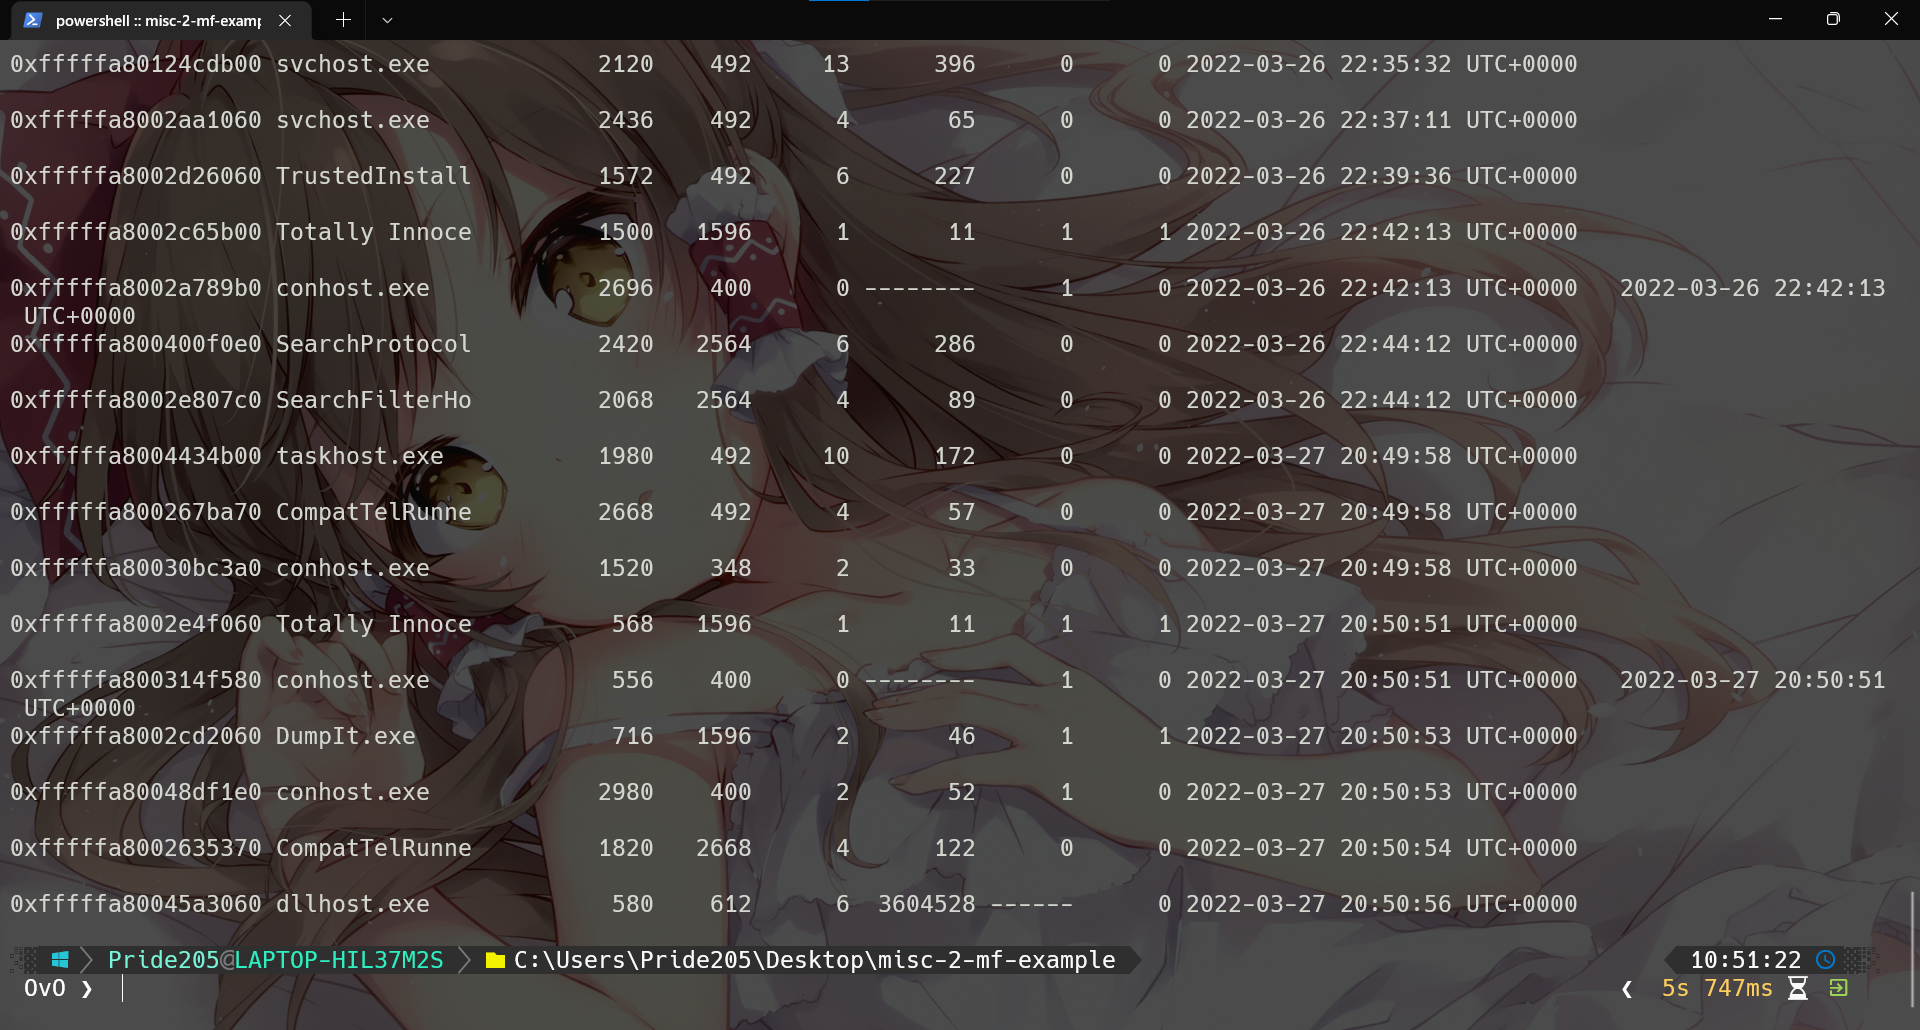 powershell :: misc-2-mf-examp
0xfffffa80124cdb00 svchost.exe 2120 492 13 396 0 0 2022-03-26 22:35:32 UTC+0000
0xfffffa8002aa1060 svchost.exe 2436 492 4 65 0 0 2022-03-26 22:37:11 UTC+0000
0xfffffa8002d26060 TrustedInstall 1572 492 6 227 0 0 2022-03-26 22:39:36 UTC+0000
0xfffffa8002c65b00 Totally Innoce 1500 1596 1 11 1 1 2022-03-26 22:42:13 UTC+0000
0xfffffa8002a789b0 conhost.exe 2696 400 0 -------- 1 0 2022-03-26 22:42:13 UTC+0000 2022-03-26 22:42:13
UTC+0000
0xfffffa800400f0e0 SearchProtocol 2420 2564 6 286 0 0 2022-03-26 22:44:12 UTC+0000
0xfffffa8002e807c0 SearchFilterHo 2068 2564 4 89 0 0 2022-03-26 22:44:12 UTC+0000
0xfffffa8004434b00 taskhost.exe 1980 492 10 172 0 0 2022-03-27 20:49:58 UTC+0000
0xfffffa800267ba70 CompatTelRunne 2668 492 4 57 0 0 2022-03-27 20:49:58 UTC+0000
0xfffffa80030bc3a0 conhost.exe 1520 348 2 33 0 0 2022-03-27 20:49:58 UTC+0000
0xfffffa8002e4f060 Totally Innoce 568 1596 1 11 1 1 2022-03-27 20:50:51 UTC+0000
0xfffffa800314f580 conhost.exe 556 400 0 -------- 1 0 2022-03-27 20:50:51 UTC+0000 2022-03-27 20:50:51
UTC+0000
0xfffffa8002cd2060 DumpIt.exe 716 1596 2 46 1 1 2022-03-27 20:50:53 UTC+0000
0xfffffa80048df1e0 conhost.exe 2980 400 2 52 1 0 2022-03-27 20:50:53 UTC+0000
0xfffffa8002635370 CompatTelRunne 1820 2668 4 122 0 0 2022-03-27 20:50:54 UTC+0000
0xfffffa80045a3060 dllhost.exe 580 612 6 3604528 ------ 0 2022-03-27 20:50:56 UTC+0000
Pride205@LAPTOP-HIL37M2S C:\Users\Pride205\Desktop\misc-2-mf-example 10:51:22
OvO ❯ ❮ 5s 747ms